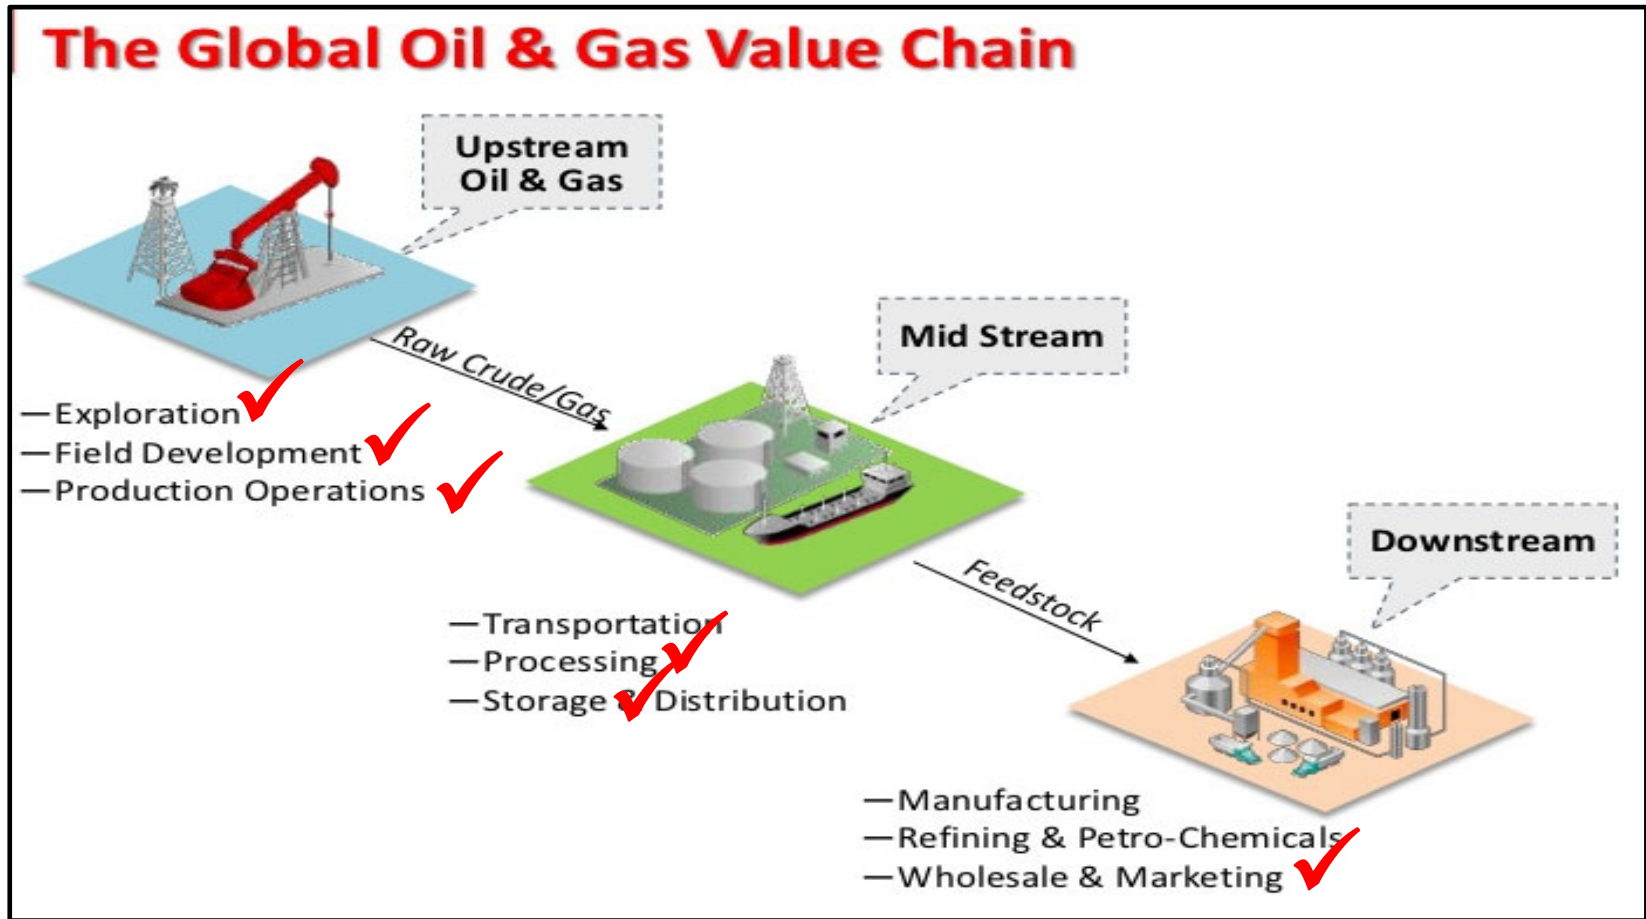 The Global Oil & Gas Value Chain
Upstream
Oil & Gas
Raw Crude/Gas
Mid Stream
—Exploration
—Field Development
—Production Operations
Feedstock
Downstream
—Transportation
—Processing
—Storage & Distribution
—Manufacturing
—Refining & Petro-Chemicals
—Wholesale & Marketing